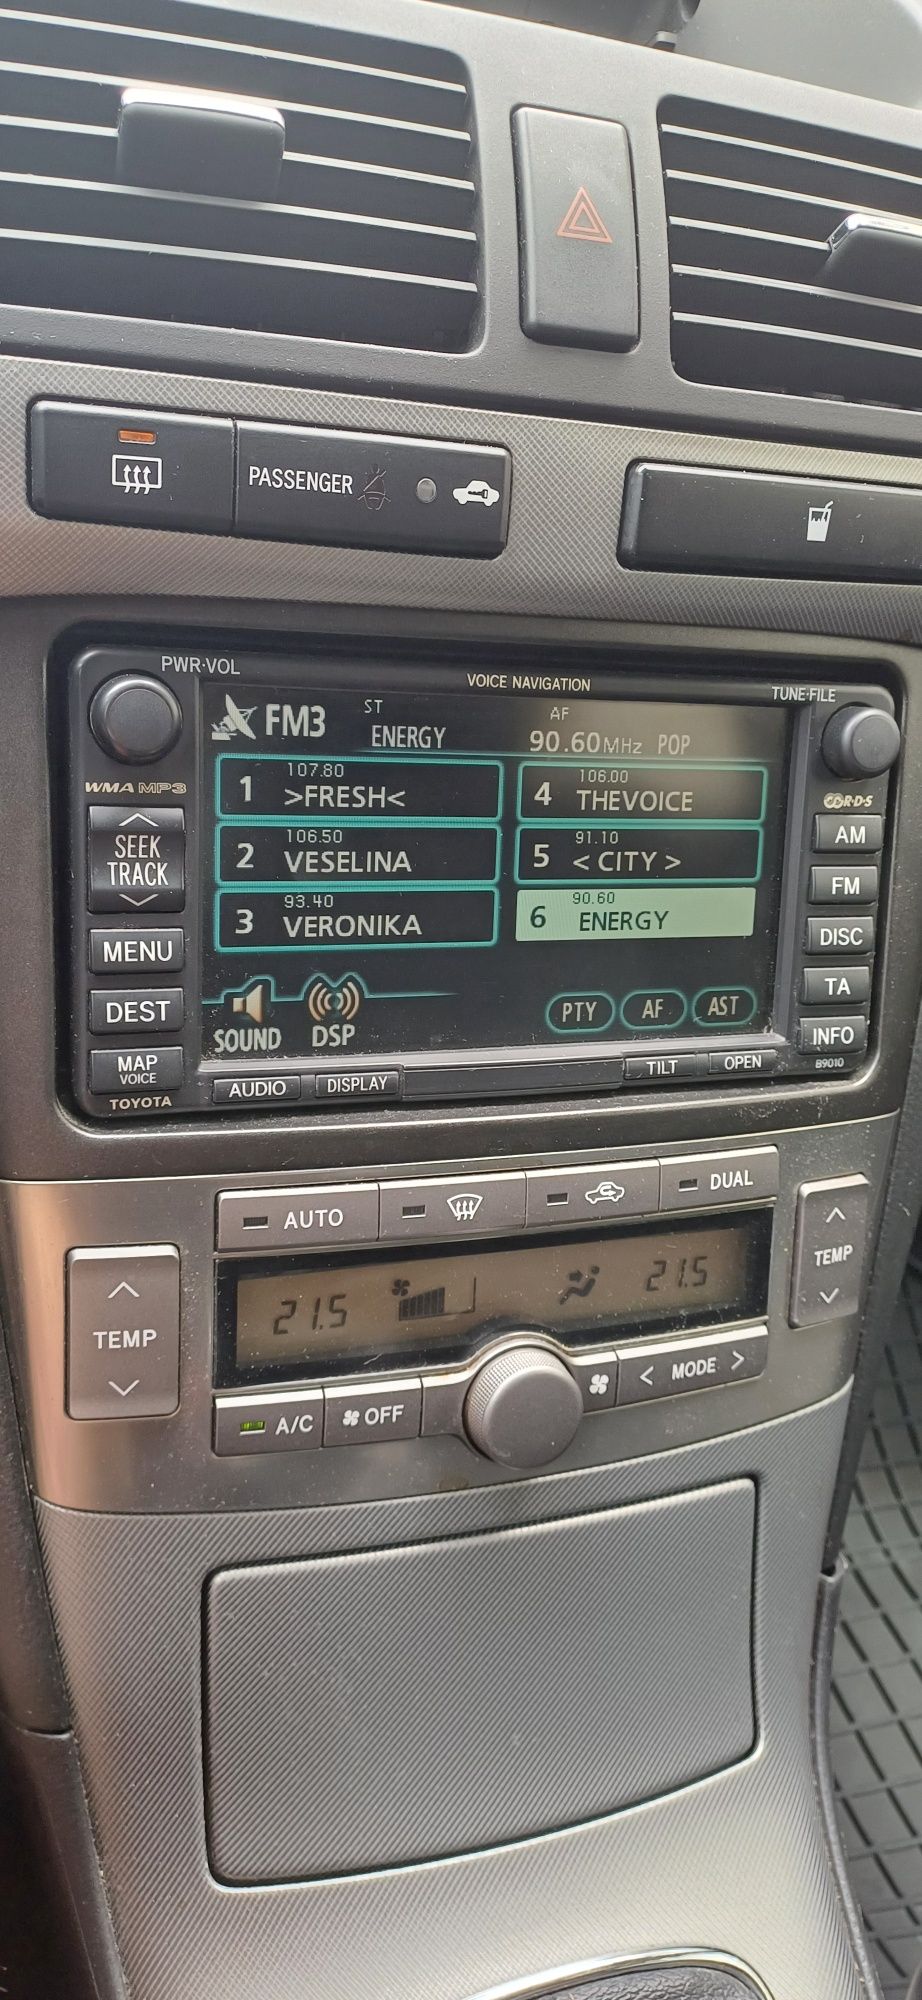 PASSENGER
PWR·VOL
VOICE NAVIGATION
TUNE·FILE
FM3
ST
ENERGY
AF
90.60MHz POP
WMA MP3
R·D·S
SEEK
TRACK
MENU
DEST
MAP
VOICE
TOYOTA
1 107.80
>FRESH<
2 106.50
VESELINA
3 93.40
VERONIKA
4 106.00
THEVOICE
5 91.10
< CITY >
6 90.60
ENERGY
SOUND
DSP
PTY
AF
AST
AM
FM
DISC
TA
INFO
B9010
AUDIO
DISPLAY
TILT
OPEN
AUTO
DUAL
TEMP
21.5
21.5
TEMP
A/C
OFF
< MODE >